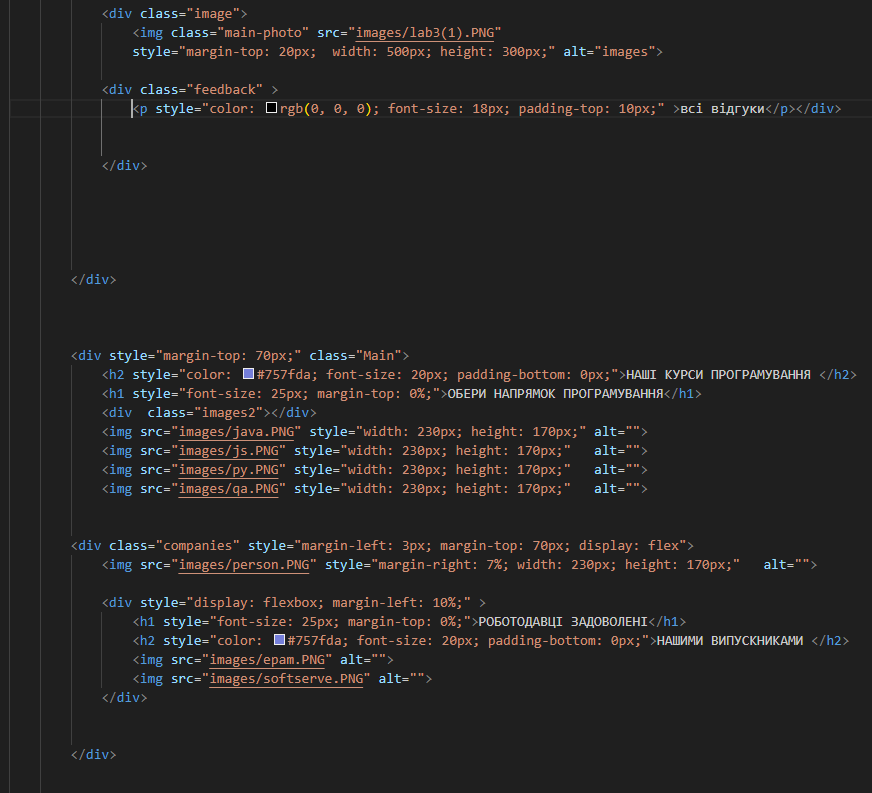 <div class="image">
<img class="main-photo" src="images/lab3(1).PNG"
style="margin-top: 20px;  width: 500px; height: 300px;" alt="images">
<div class="feedback" >
<p style="color: rgb(0, 0, 0); font-size: 18px; padding-top: 10px;" >всі відгуки</p></div>
</div>
</div>
<div style="margin-top: 70px;" class="Main">
<h2 style="color: #757fda; font-size: 20px; padding-bottom: 0px;">НАШІ КУРСИ ПРОГРАМУВАННЯ </h2>
<h1 style="font-size: 25px; margin-top: 0%;">ОБЕРИ НАПРЯМОК ПРОГРАМУВАННЯ</h1>
<div  class="images2"></div>
<img src="images/java.PNG" style="width: 230px; height: 170px;" alt="">
<img src="images/js.PNG" style="width: 230px; height: 170px;"   alt="">
<img src="images/py.PNG" style="width: 230px; height: 170px;"   alt="">
<img src="images/qa.PNG" style="width: 230px; height: 170px;"   alt="">
<div class="companies" style="margin-left: 3px; margin-top: 70px; display: flex">
<img src="images/person.PNG" style="margin-right: 7%; width: 230px; height: 170px;"   alt="">
<div style="display: flexbox; margin-left: 10%;" >
<h1 style="font-size: 25px; margin-top: 0%;">РОБОТОДАВЦІ ЗАДОВОЛЕНІ</h1>
<h2 style="color: #757fda; font-size: 20px; padding-bottom: 0px;">НАШИМИ ВИПУСКНИКАМИ </h2>
<img src="images/epam.PNG" alt="">
<img src="images/softserve.PNG" alt="">
</div>
</div>